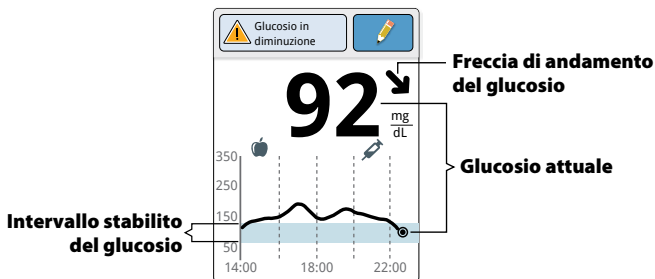 Glucosio in
diminuzione
Freccia di andamento
del glucosio
92
mg
dL
Glucosio attuale
350
250
150
50
Intervallo stabilito
del glucosio
14:00 18:00 22:00